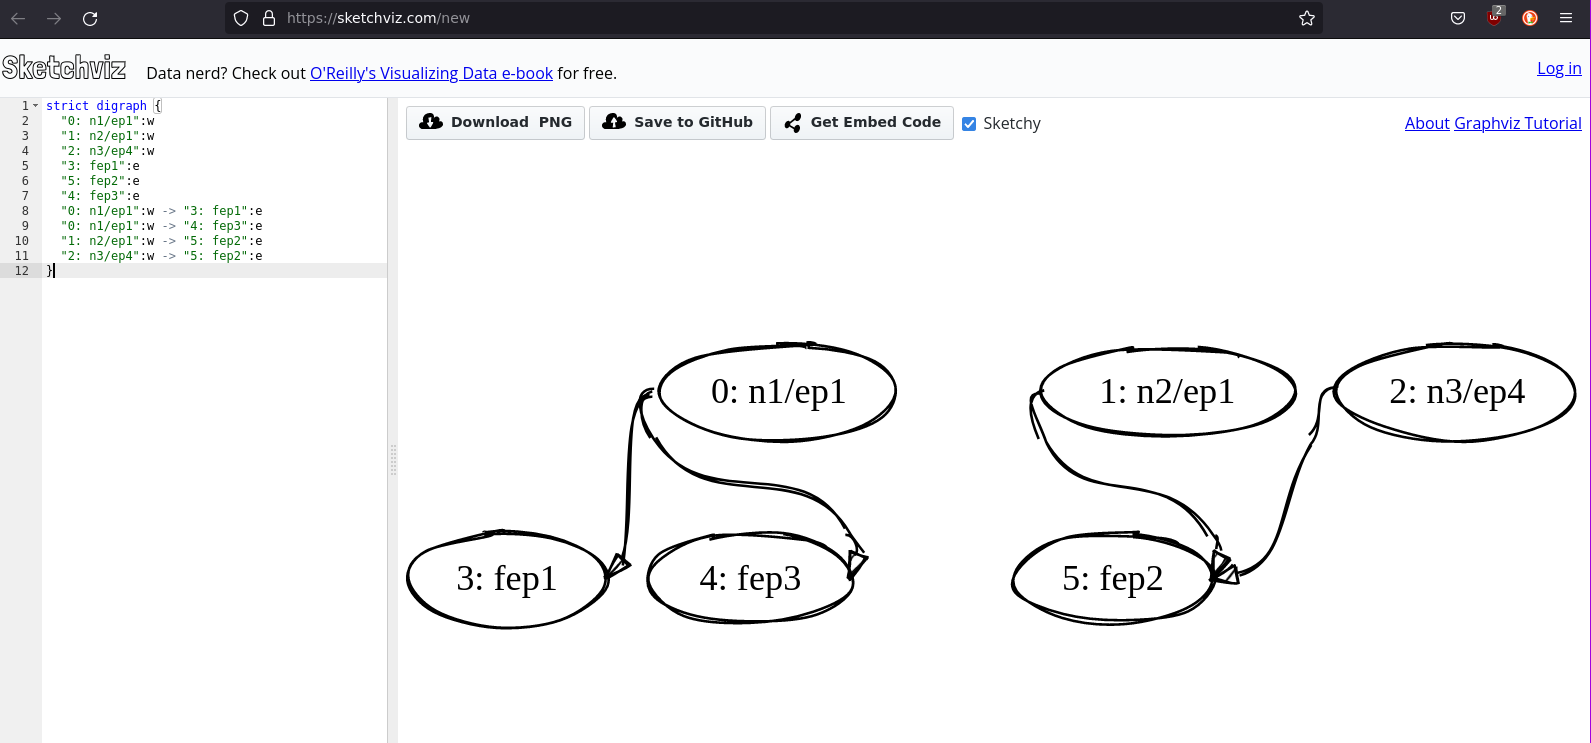 https://sketchviz.com/new
2
Sketchviz
Data nerd? Check out O'Reilly's Visualizing Data e-book for free.
Log in
1 strict digraph {
2 "0: n1/ep1":w
3 "1: n2/ep1":w
4 "2: n3/ep4":w
5 "3: fep1":e
6 "5: fep2":e
7 "4: fep3":e
8 "0: n1/ep1":w -> "3: fep1":e
9 "0: n1/ep1":w -> "4: fep3":e
10 "1: n2/ep1":w -> "5: fep2":e
11 "2: n3/ep4":w -> "5: fep2":e
12 }
Download PNG
Save to GitHub
Get Embed Code
Sketchy
About Graphviz Tutorial
0: n1/ep1
1: n2/ep1
2: n3/ep4
3: fep1
4: fep3
5: fep2